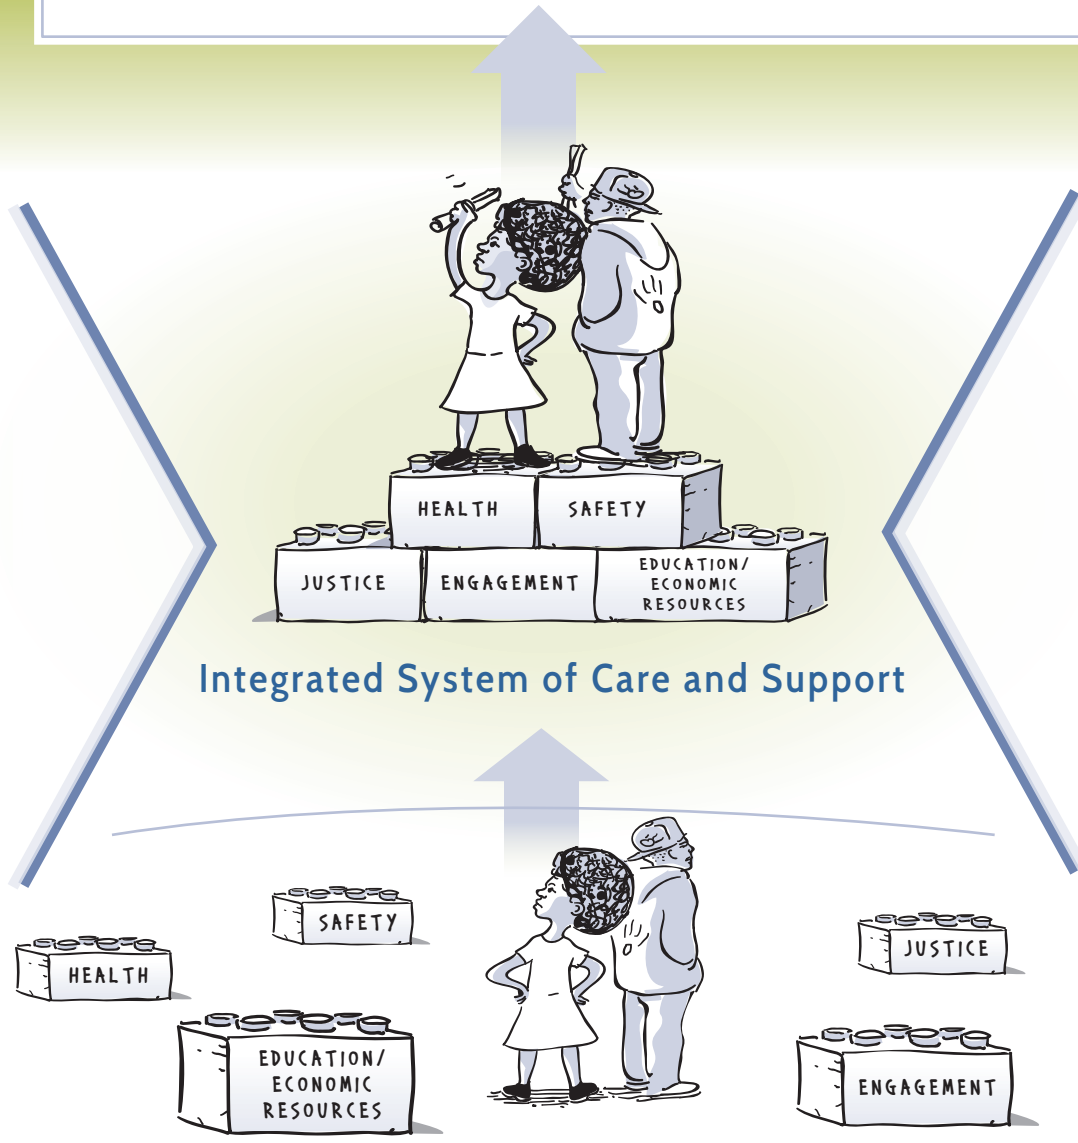 HEALTH
SAFETY
JUSTICE
ENGAGEMENT
EDUCATION/
ECONOMIC
RESOURCES
Integrated System of Care and Support
SAFETY
HEALTH
JUSTICE
EDUCATION/
ECONOMIC
RESOURCES
ENGAGEMENT